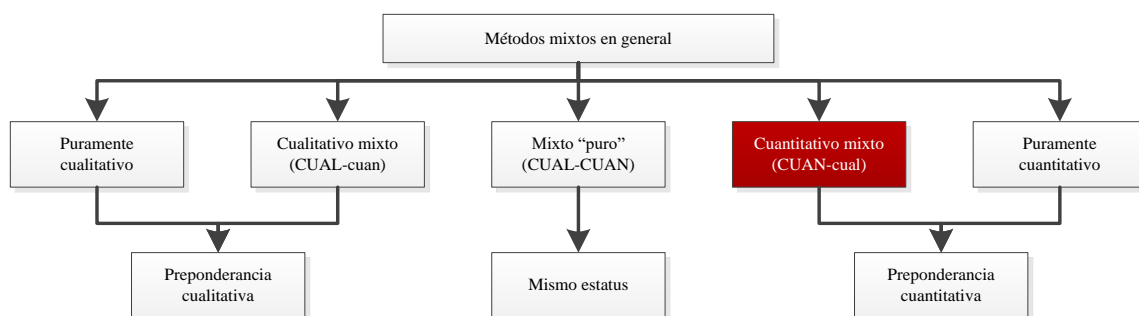 Métodos mixtos en general
Puramente
cualitativo
Cualitativo mixto
(CUAL-cuan)
Mixto “puro”
(CUAL-CUAN)
Cuantitativo mixto
(CUAN-cual)
Puramente
cuantitativo
Preponderancia
cualitativa
Mismo estatus
Preponderancia
cuantitativa